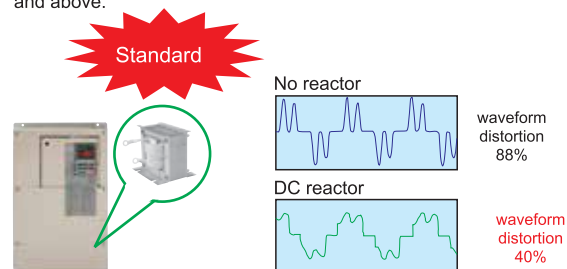 and above.
Standard
No reactor
waveform
distortion
88%
DC reactor
waveform
distortion
40%